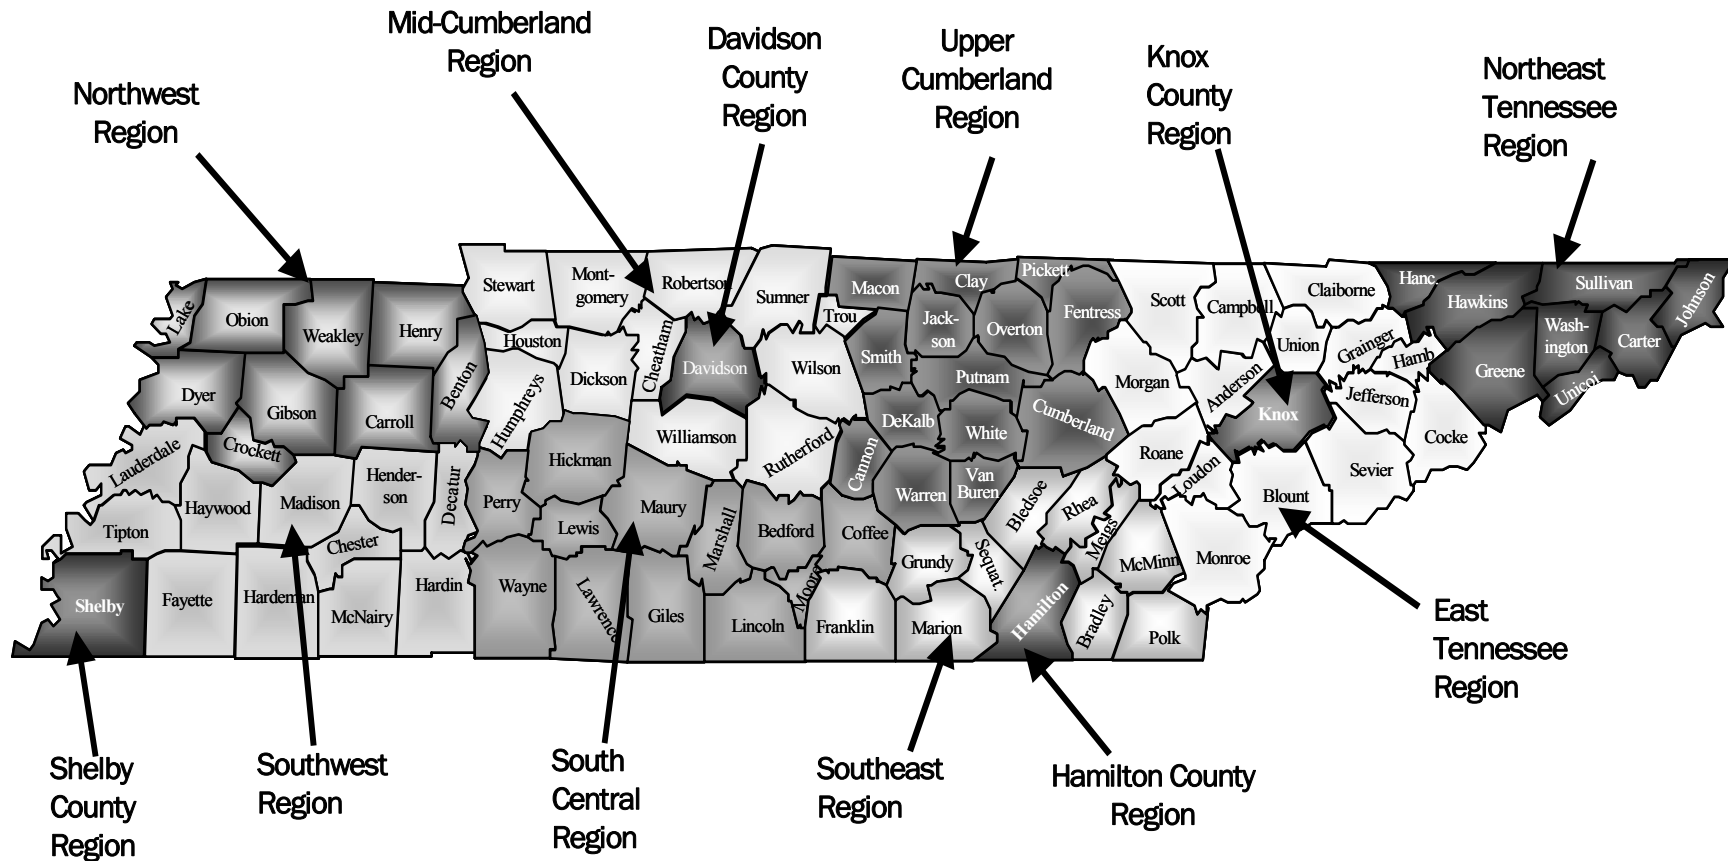 Mid-Cumberland
Region
Davidson
County
Region
Upper
Cumberland
Region
Knox
County
Region
Northeast
Tennessee
Region
Northwest
Region
Stewart
Mont-
gomery
Robertson
Sumner
Macon
Clay
Pickett
Scott
Campbell
Claiborne
Hanc.
Hawkins
Sullivan
Johnson
Lake
Obion
Weakley
Henry
Houston
Cheatham
Trou
Jack-
son
Overton
Fentress
Union
Grainger
Hamb
Wash-
ington
Carter
Greene
Unicoi
Dyer
Gibson
Carroll
Benton
Humphreys
Dickson
Davidson
Wilson
Smith
Putnam
Morgan
Anderson
Knox
Jefferson
Cocke
Crockett
Lauderdale
Haywood
Madison
Hender-
son
Decatur
Perry
Hickman
Williamson
Rutherford
Cannon
DeKalb
White
Cumberland
Roane
Loudon
Sevier
Blount
Tipton
Chester
Lewis
Maury
Marshall
Bedford
Coffee
Warren
Van
Buren
Bledsoe
Rhea
Meigs
McMinn
Monroe
Shelby
Fayette
Hardeman
McNairy
Hardin
Wayne
Lawrence
Giles
Lincoln
Moore
Franklin
Grundy
Sequat.
Marion
Hamilton
Bradley
Polk
East
Tennessee
Region
Shelby
County
Region
Southwest
Region
South
Central
Region
Southeast
Region
Hamilton County
Region